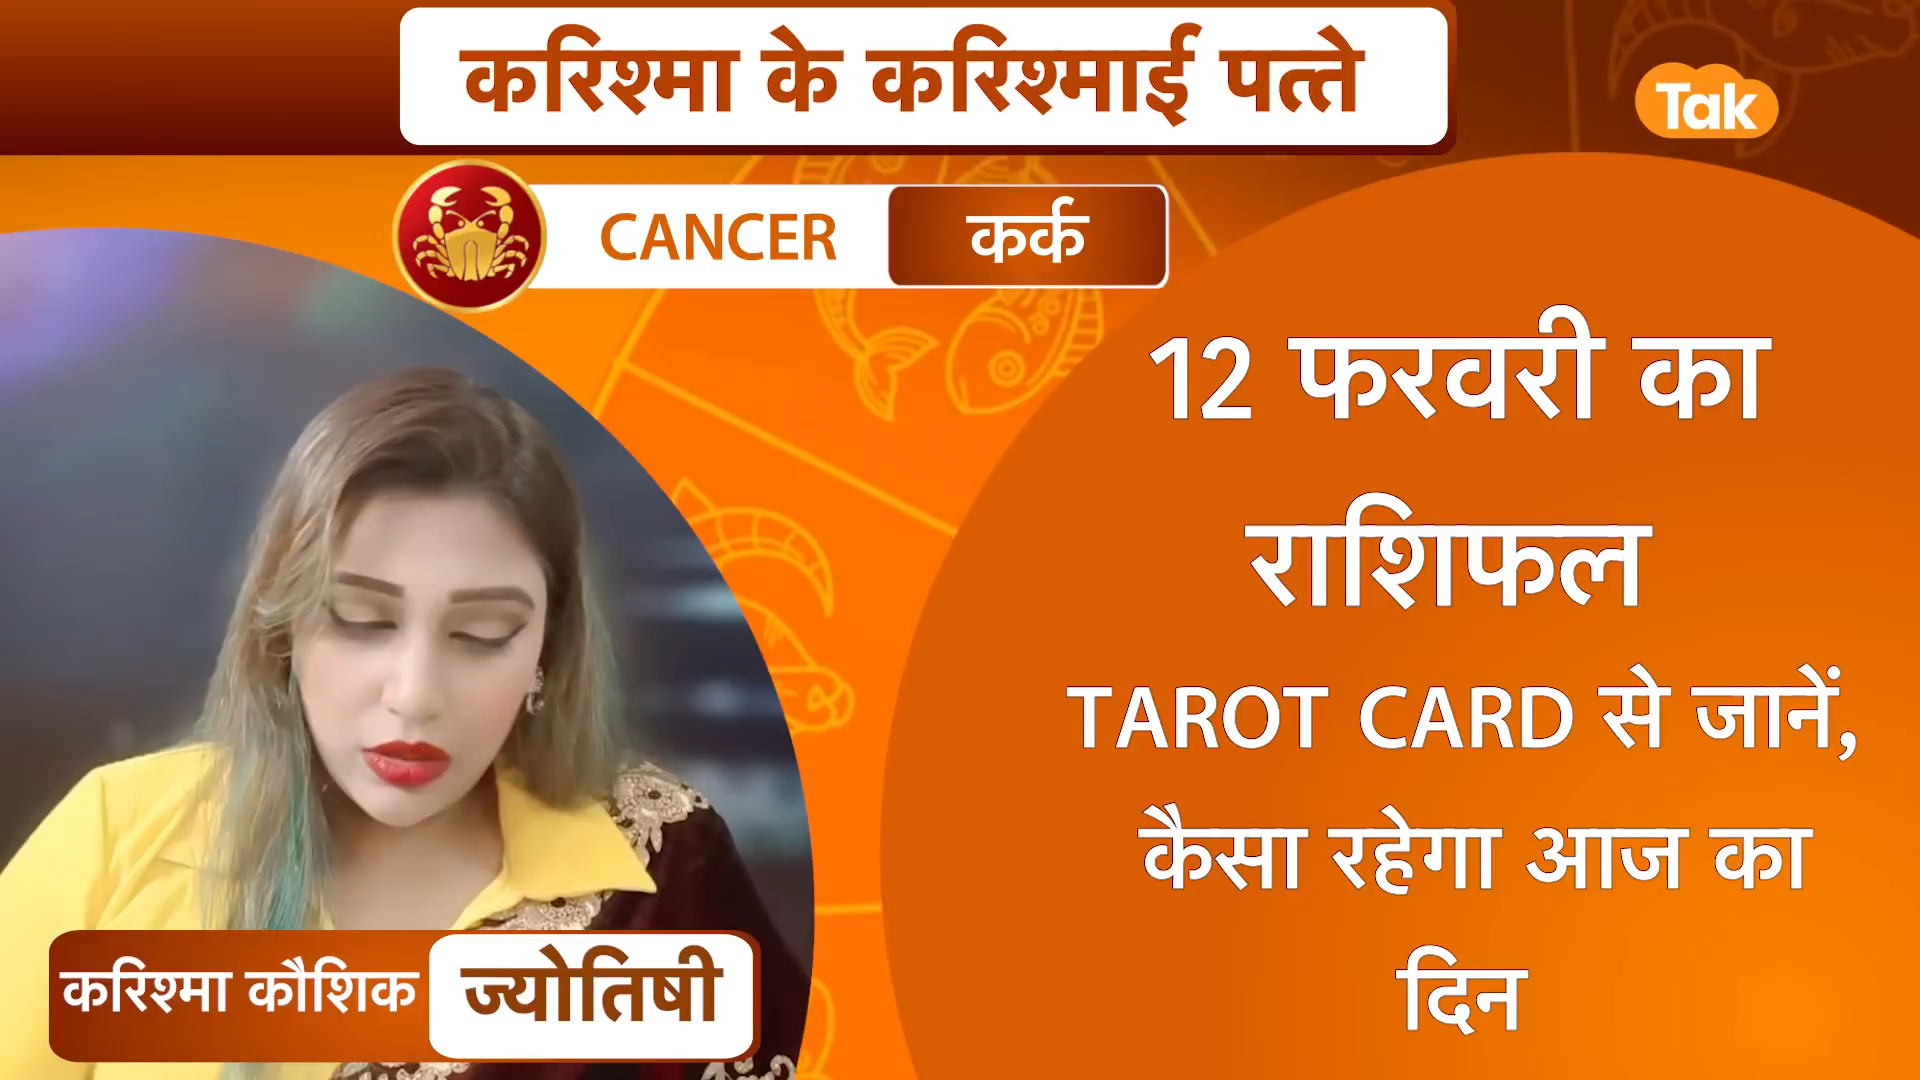 करिश्मा के करिश्माई पत्ते
Tak
CANCER कर्क
12 फरवरी का
राशिफल
TAROT CARD से जानें,
कैसा रहेगा आज का
दिन
करिश्मा कौशिक ज्योतिषी